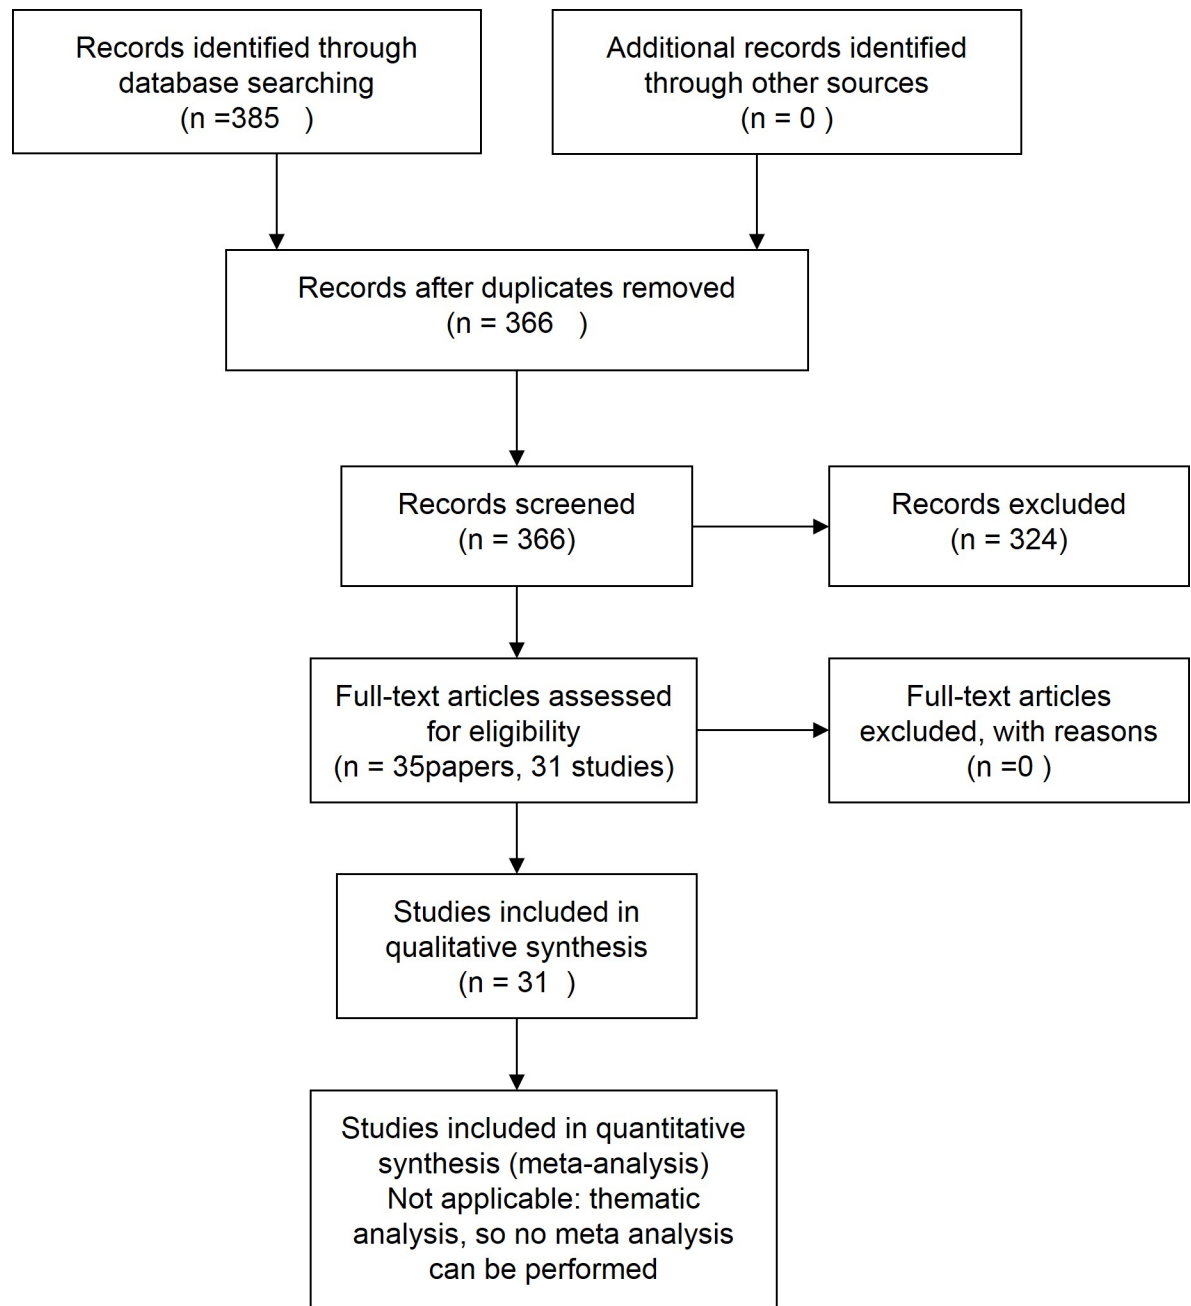 Records identified through
database searching
(n =385   )
Additional records identified
through other sources
(n = 0 )
Records after duplicates removed
(n = 366   )
Records screened
(n = 366)
Records excluded
(n = 324)
Full-text articles assessed
for eligibility
(n = 35papers, 31 studies)
Full-text articles
excluded, with reasons
(n =0 )
Studies included in
qualitative synthesis
(n = 31  )
Studies included in quantitative
synthesis (meta-analysis)
Not applicable: thematic
analysis, so no meta analysis
can be performed